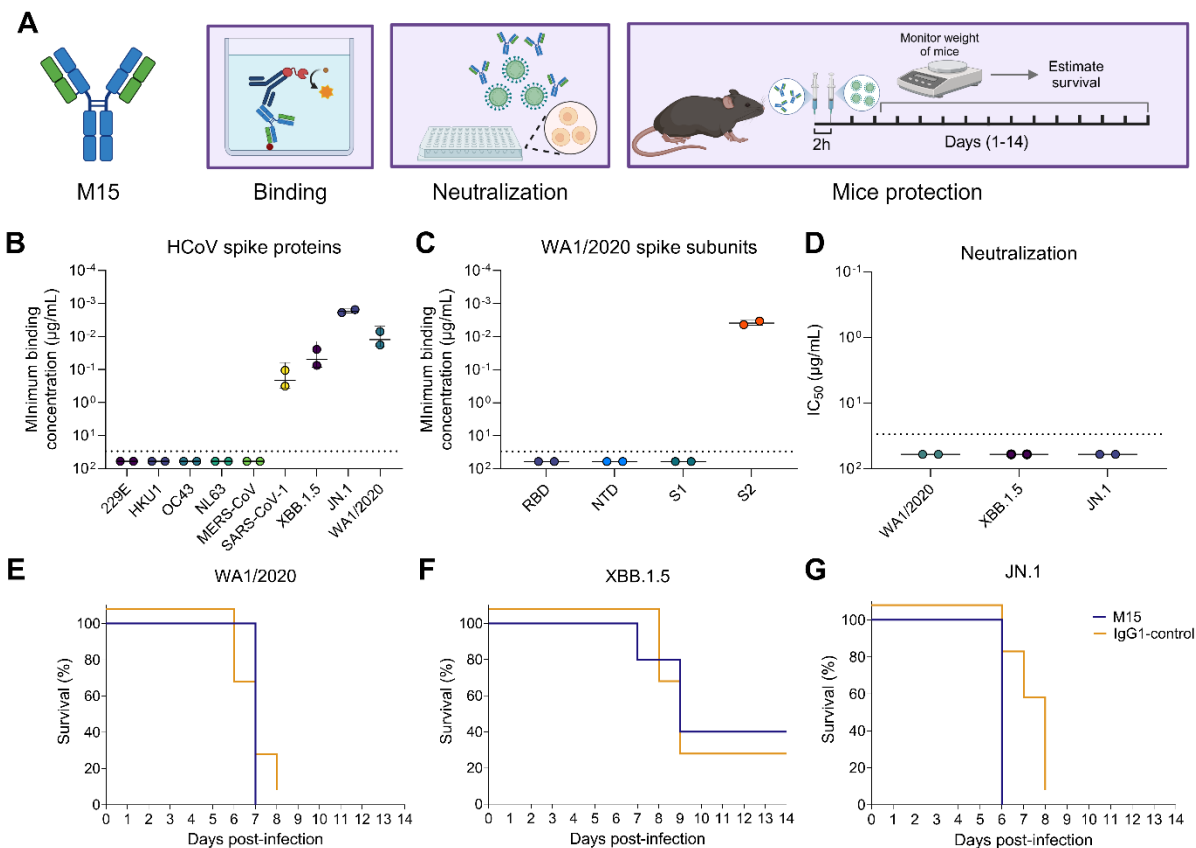 A
M15
Binding
Neutralization
Monitor weight
of mice
Estimate
survival
2h
Days (1-14)
Mice protection
B
HCoV spike proteins
MInimum binding
concentration (µg/mL)
10-4
10-3
10-2
10-1
100
101
102
229E
HKU1
OC43
NL63
MERS-CoV
SARS-CoV-1
XBB.1.5
JN.1
WA1/2020
C
WA1/2020 spike subunits
MInimum binding
concentration (µg/mL)
10-4
10-3
10-2
10-1
100
101
102
RBD
NTD
S1
S2
D
Neutralization
IC50 (µg/mL)
10-1
100
101
102
WA1/2020
XBB.1.5
JN.1
E
WA1/2020
Survival (%)
100
80
60
40
20
0
0 1 2 3 4 5 6 7 8 9 10 11 12 13 14
Days post-infection
F
XBB.1.5
Survival (%)
100
80
60
40
20
0
0 1 2 3 4 5 6 7 8 9 10 11 12 13 14
Days post-infection
G
JN.1
Survival (%)
100
80
60
40
20
0
0 1 2 3 4 5 6 7 8 9 10 11 12 13 14
Days post-infection
M15
IgG1-control